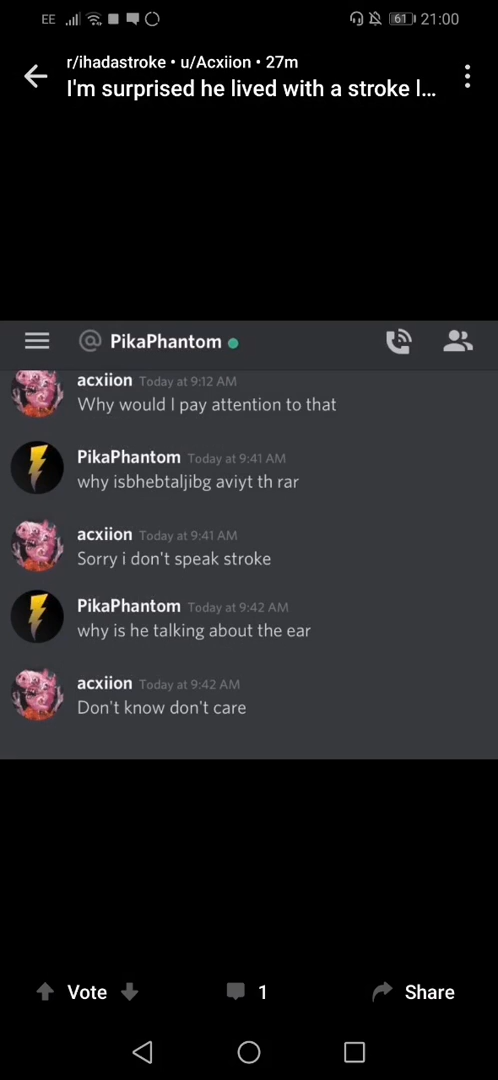 EE 61 21:00
r/ihadastroke • u/Acxiion • 27m
I'm surprised he lived with a stroke l...
@ PikaPhantom
acxiion Today at 9:12 AM
Why would I pay attention to that
PikaPhantom Today at 9:41 AM
why isbhebtaljibg aviyt th rar
acxiion Today at 9:41 AM
Sorry i don't speak stroke
PikaPhantom Today at 9:42 AM
why is he talking about the ear
acxiion Today at 9:42 AM
Don't know don't care
Vote 1 Share